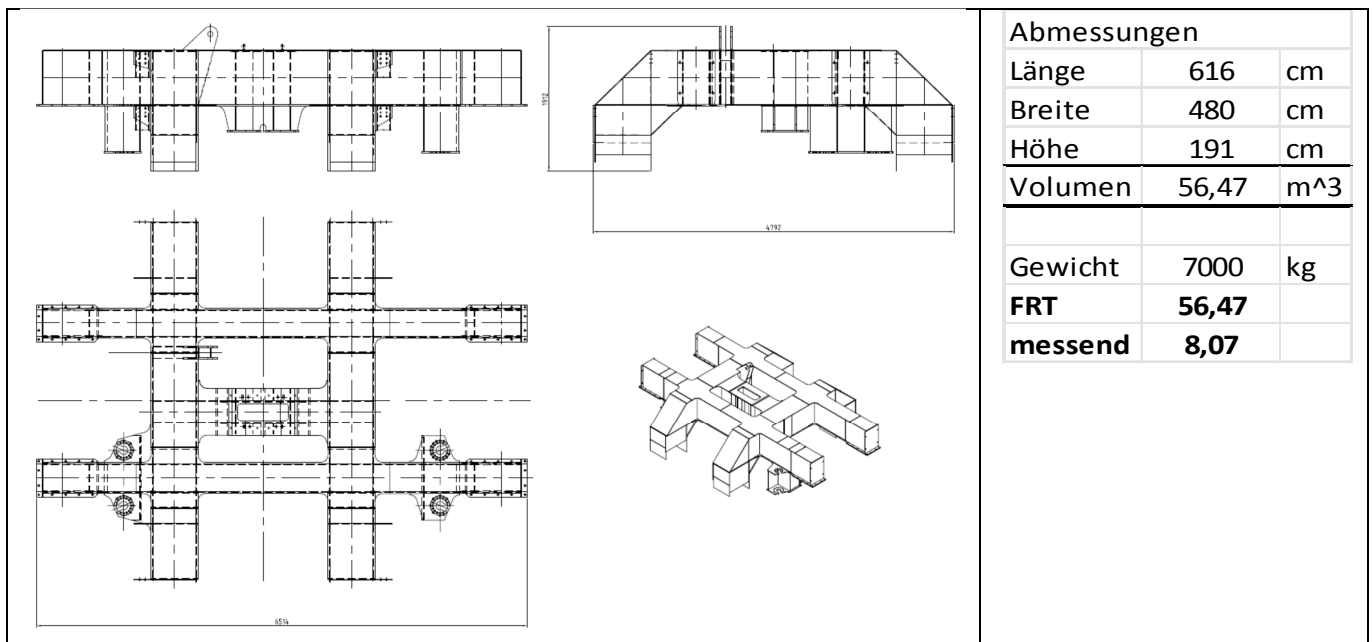 1912
4792
6514
Abmessungen
Länge 616 cm
Breite 480 cm
Höhe 191 cm
Volumen 56,47 m^3
Gewicht 7000 kg
FRT 56,47
messend 8,07